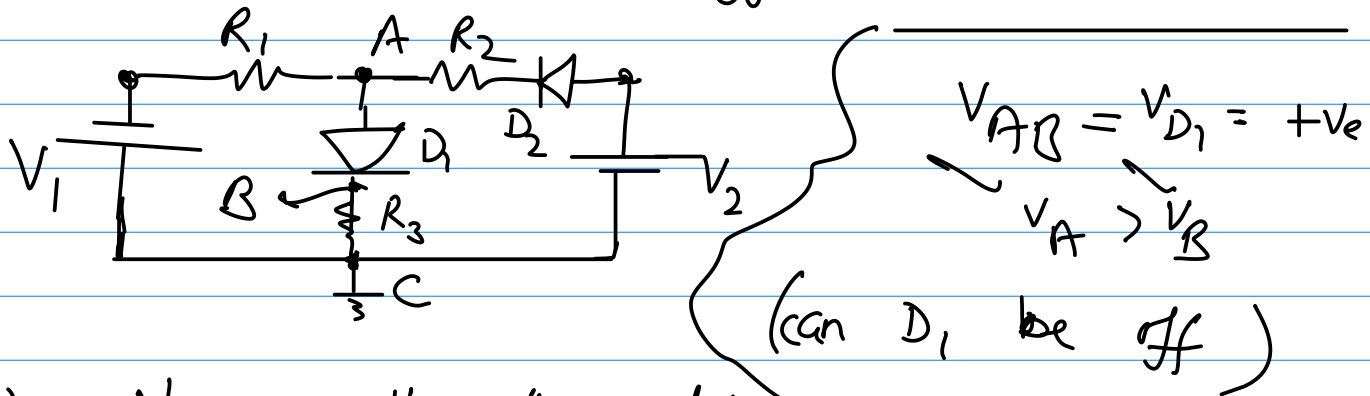 R1 A R2
D2
V1
D1
B
R3
V2
C
VAB = VD1 = +ve
VA > VB
(can D1 be off)